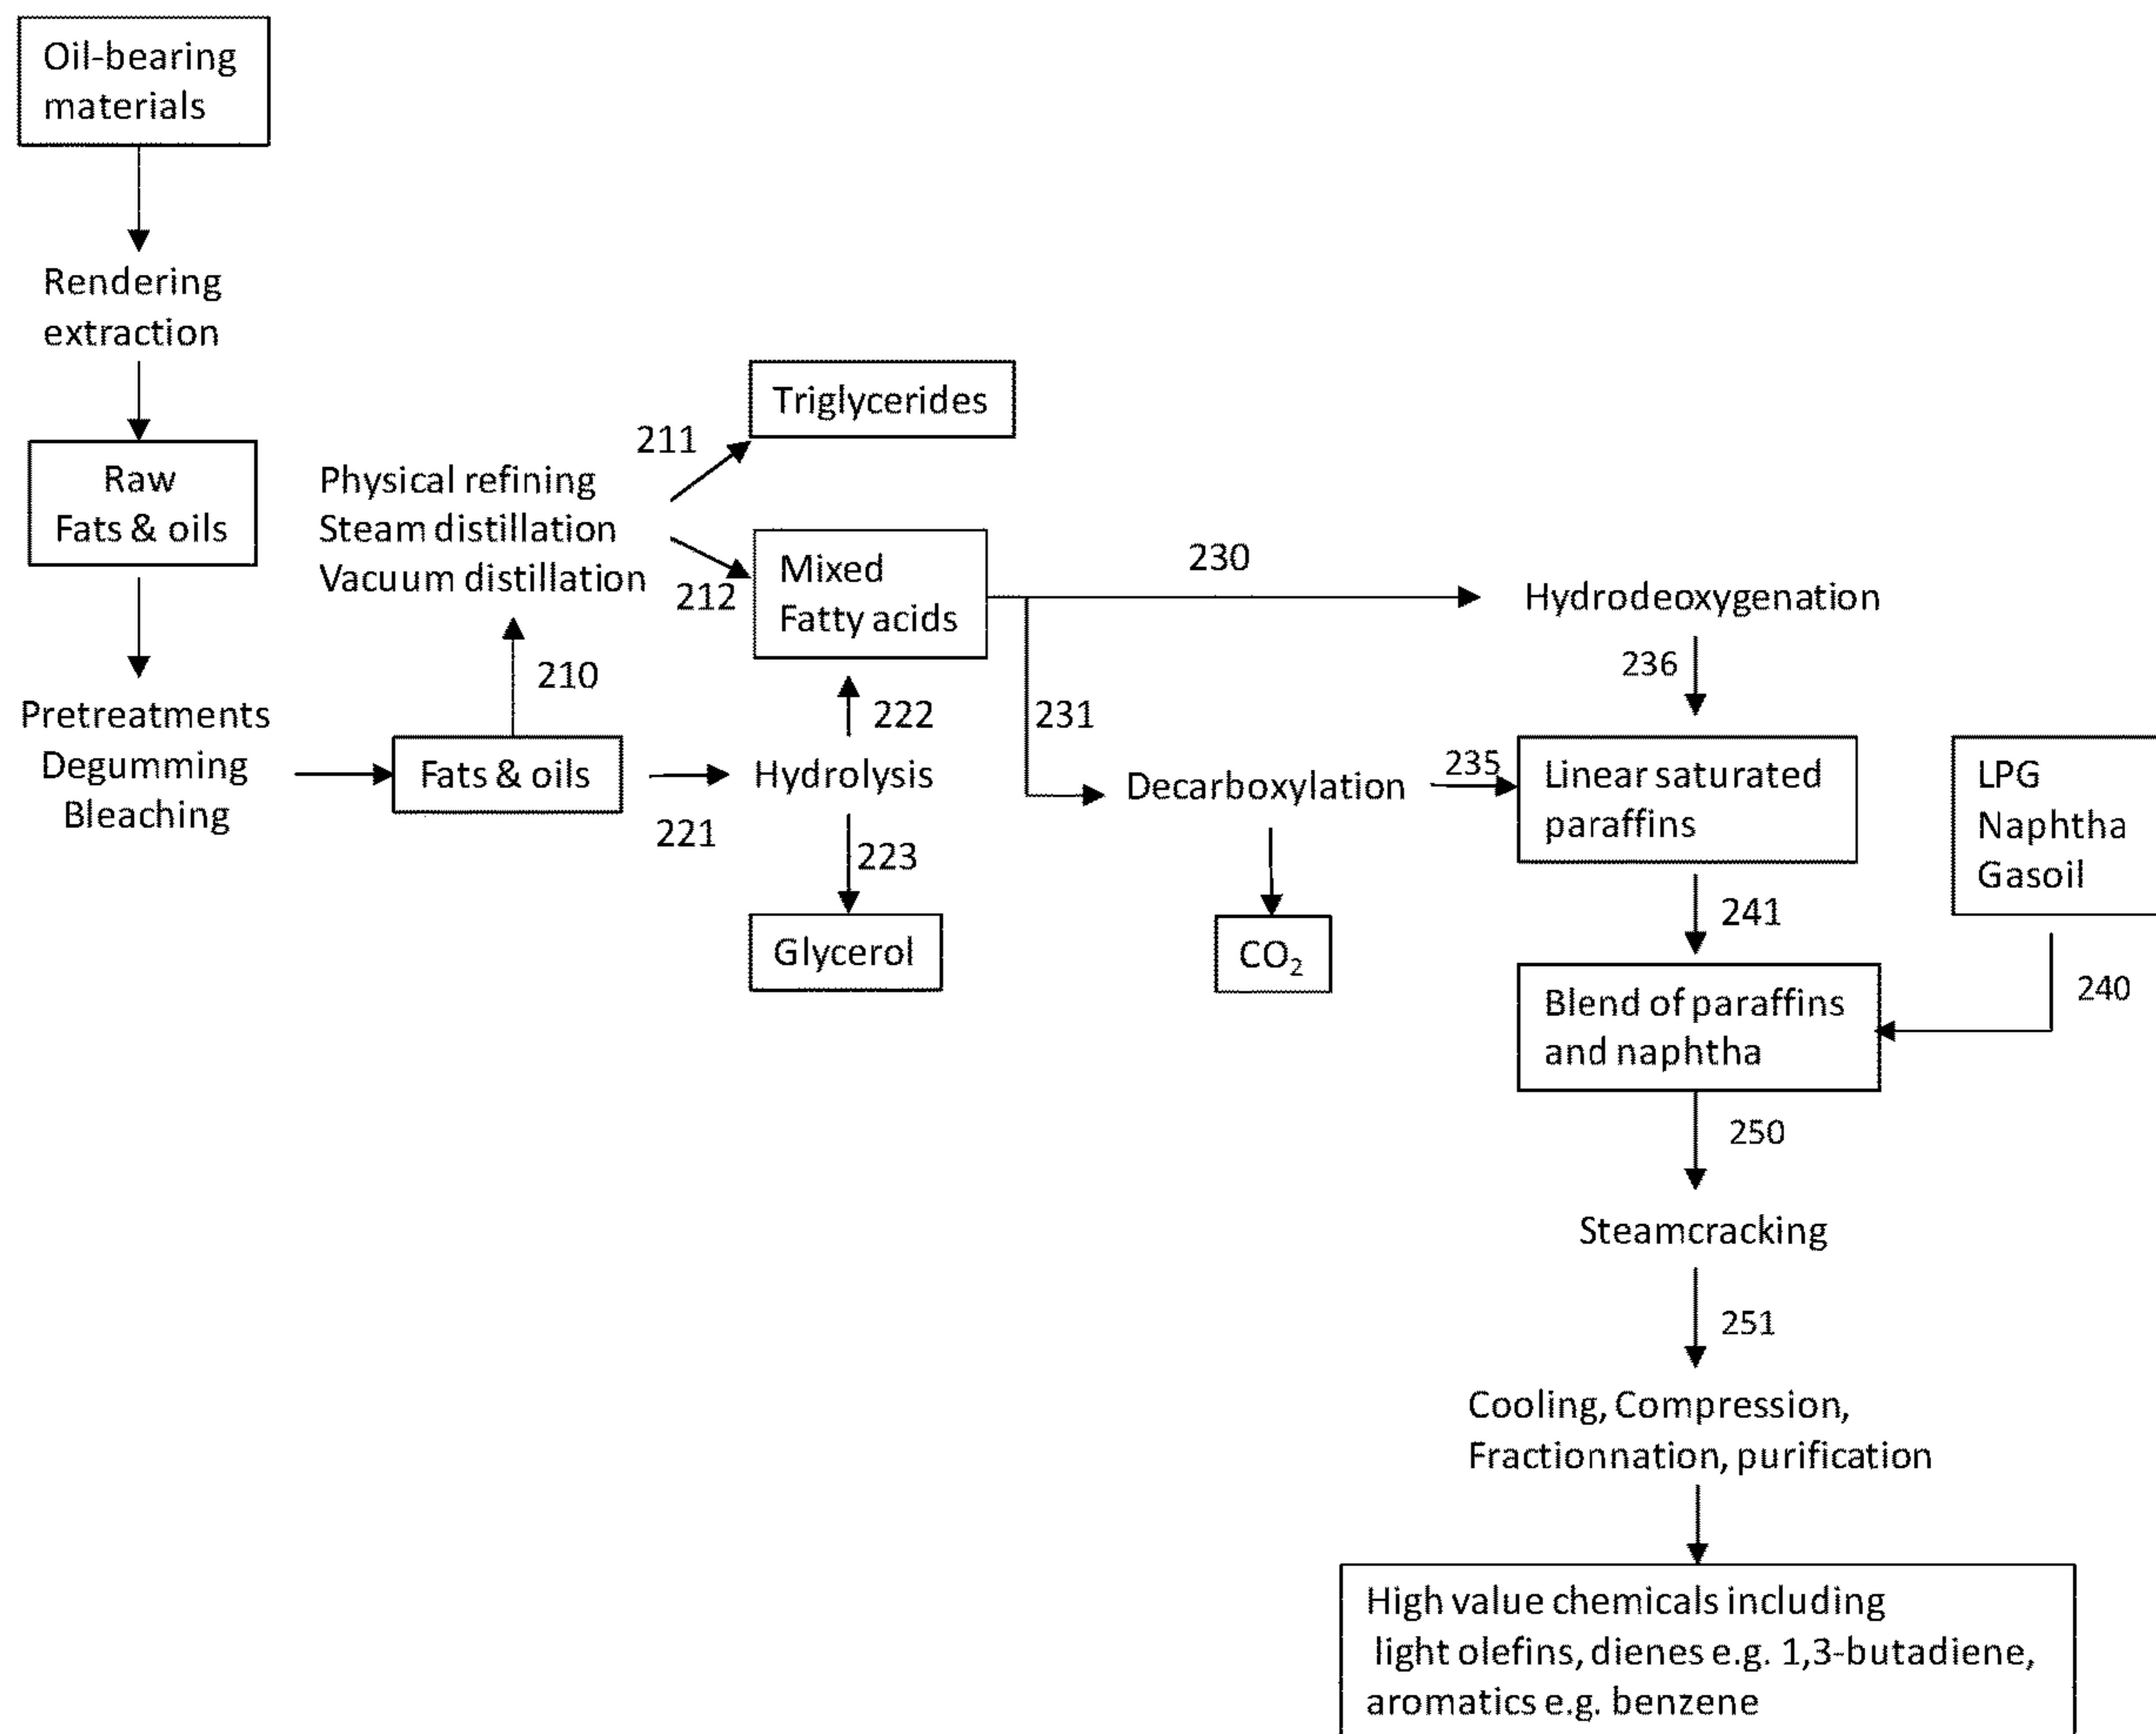 Oil-bearing
materials
Rendering
extraction
Raw
Fats & oils
Pretreatments
Degumming
Bleaching
Fats & oils
210
Physical refining
Steam distillation
Vacuum distillation
211
Triglycerides
212
Mixed
Fatty acids
221
Hydrolysis
222
223
Glycerol
230
Hydrodeoxygenation
231
Decarboxylation
CO₂
235
236
Linear saturated
paraffins
LPG
Naphtha
Gasoil
241
240
Blend of paraffins
and naphtha
250
Steamcracking
251
Cooling, Compression,
Fractionnation, purification
High value chemicals including
light olefins, dienes e.g. 1,3-butadiene,
aromatics e.g. benzene